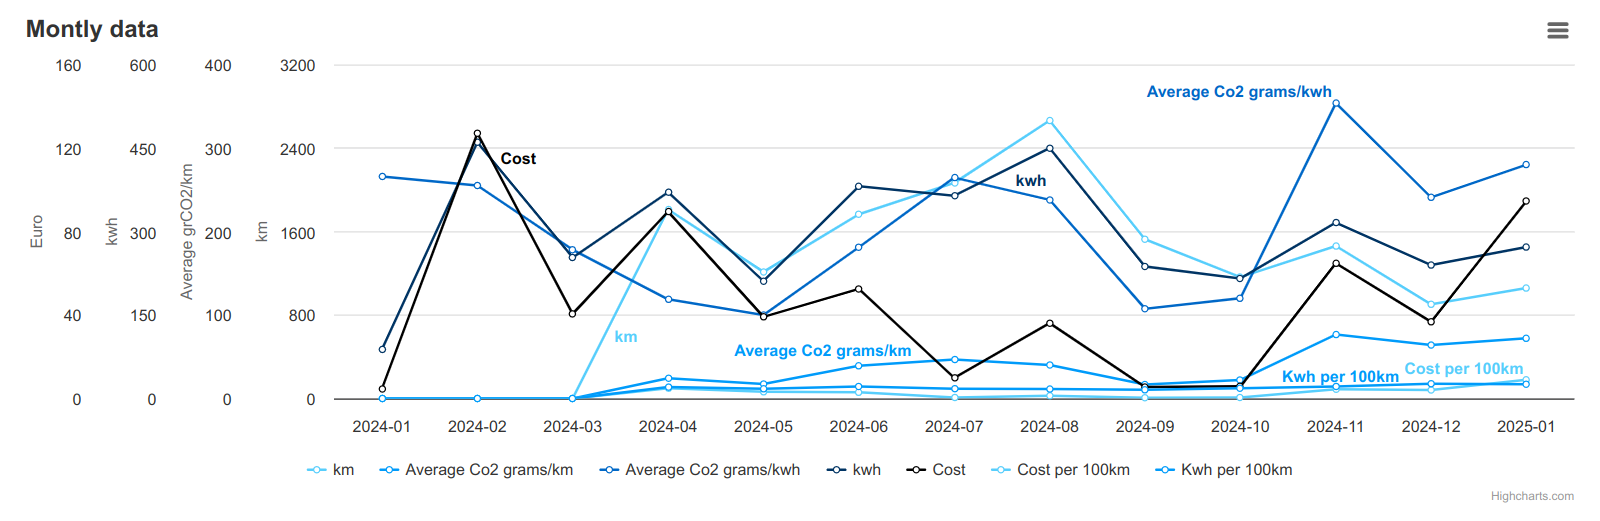 Montly data
160 600 400 3200
Average Co2 grams/kwh
120 450 300 2400
Cost
kwh
Euro
kwh
Average grCO2/km
km
80 300 200 1600
40 150 100 800
km
Average Co2 grams/km
Cost per 100km
Kwh per 100km
0 0 0 0
2024-01 2024-02 2024-03 2024-04 2024-05 2024-06 2024-07 2024-08 2024-09 2024-10 2024-11 2024-12 2025-01
km Average Co2 grams/km Average Co2 grams/kwh kwh Cost Cost per 100km Kwh per 100km
Highcharts.com